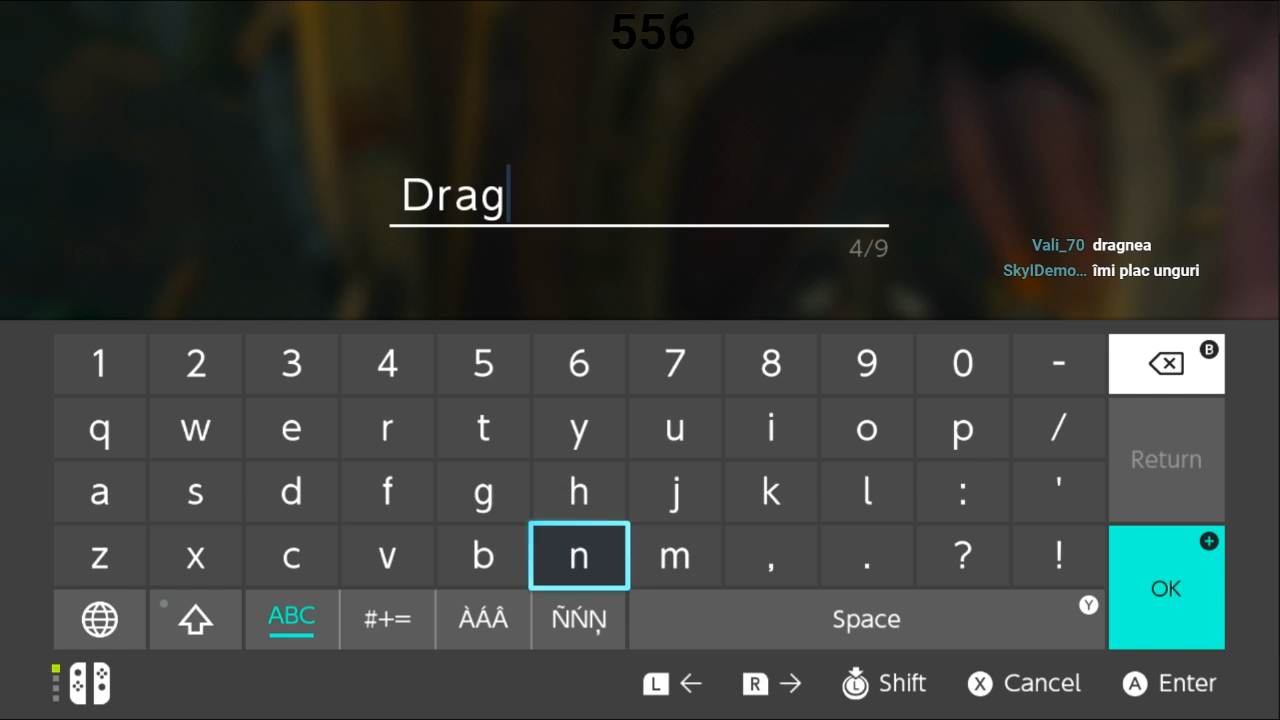 556
Drag
4/9
Vali_70 dragnea
SkylDemo... îmi plac unguri
1 2 3 4 5 6 7 8 9 0 - B
q w e r t y u i o p /
Return
a s d f g h j k l : '
z x c v b n m , . ? ! +
OK
ABC #+= ÀÁÂ ÑŃŅ Space Y
L ← R → L Shift X Cancel A Enter